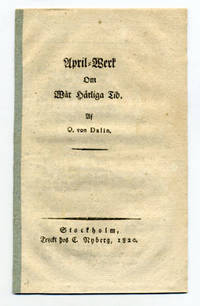 April-Werk
Om
Wår Härliga Tid.
Af
O. von Dalin.
Stockholm,
Tryckt hos C. Nyberg, 1820.